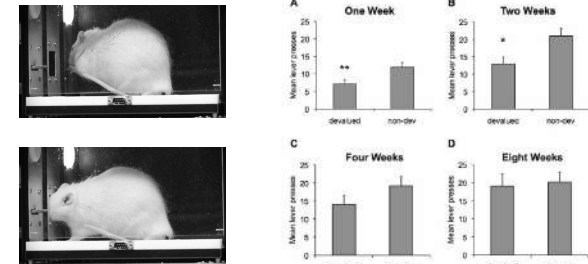 A
One Week
Mean lever presses
25
20
15
10
5
0
**
devalued
non-dev
B
Two Weeks
Mean lever presses
25
20
15
10
5
0
*
devalued
non-dev
C
Four Weeks
Mean lever presses
25
20
15
10
5
0
D
Eight Weeks
Mean lever presses
25
20
15
10
5
0